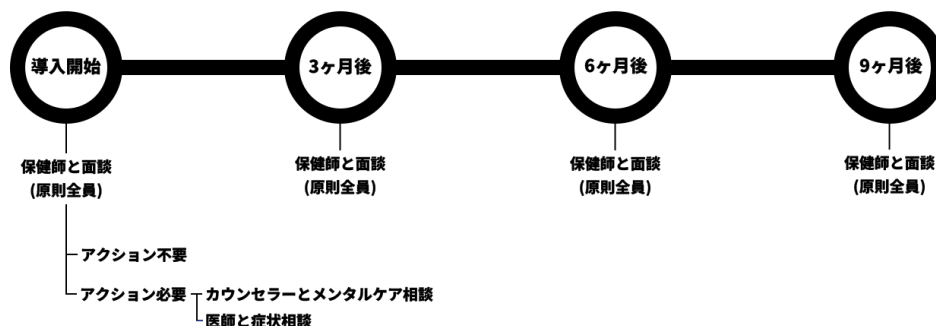 導入開始
3ヶ月後
6ヶ月後
9ヶ月後
保健師と面談
(原則全員)
保健師と面談
(原則全員)
保健師と面談
(原則全員)
保健師と面談
(原則全員)
アクション不要
アクション必要
カウンセラーとメンタルケア相談
医師と症状相談